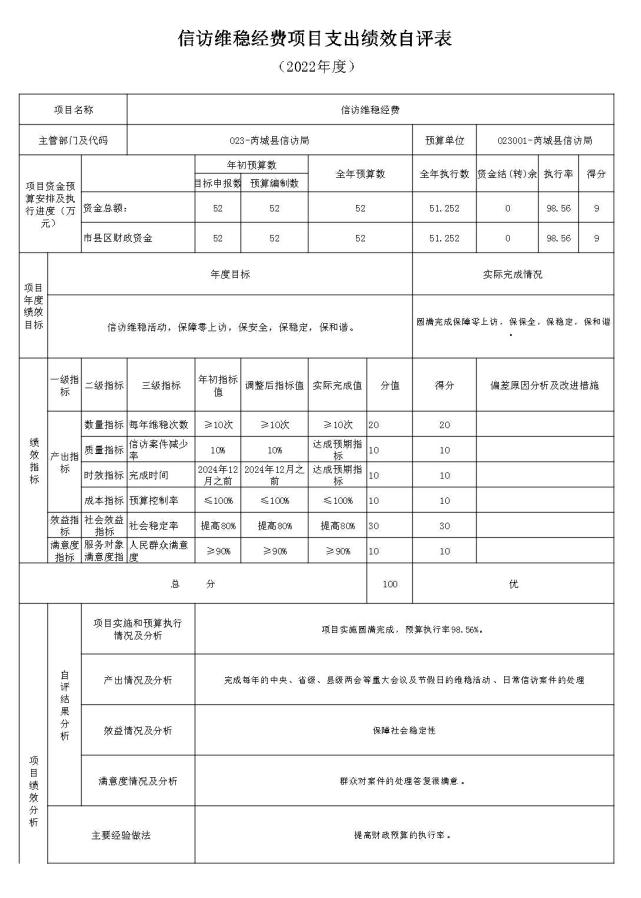 信访维稳经费项目支出绩效自评表
（2022年度）
项目名称 信访维稳经费
主管部门及代码 023-芮城县信访局 预算单位 023001-芮城县信访局
项目资金预算安排及执行进度（万元） 年初预算数 全年预算数 全年执行数 资金结(转)余 执行率 得分
目标申报数 预算编制数
资金总额： 52 52 52 51.252 0 98.56 9
市县区财政资金 52 52 52 51.252 0 98.56 9
项目年度绩效目标 年度目标 实际完成情况
信访维稳活动，保障零上访，保安全，保稳定，保和谐。 圆满完成保障零上访，保保全，保稳定，保和谐。
绩效指标 一级指标 二级指标 三级指标 年初指标值 调整后指标值 实际完成值 分值 得分 偏差原因分析及改进措施
产出指标 数量指标 每年维稳次数 ≥10次 ≥10次 ≥10次 20 20
质量指标 信访案件减少率 10% 10% 达成预期指标 10 10
时效指标 完成时间 2024年12月之前 2024年12月之前 达成预期指标 10 10
成本指标 预算控制率 ≤100% ≤100% ≤100% 10 10
效益指标 社会效益指标 社会稳定率 提高80% 提高80% 提高80% 30 30
满意度指标 服务对象满意度指 人民群众满意度 ≥90% ≥90% ≥90% 10 10
总 分 100 优
项目绩效分析 自评结果分析 项目实施和预算执行情况及分析 项目实施圆满完成，预算执行率98.56%。
产出情况及分析 完成每年的中央、省级、县级两会等重大会议及节假日的维稳活动、日常信访案件的处理
效益情况及分析 保障社会稳定性
满意度情况及分析 群众对案件的处理答复很满意。
主要经验做法 提高财政预算的执行率。